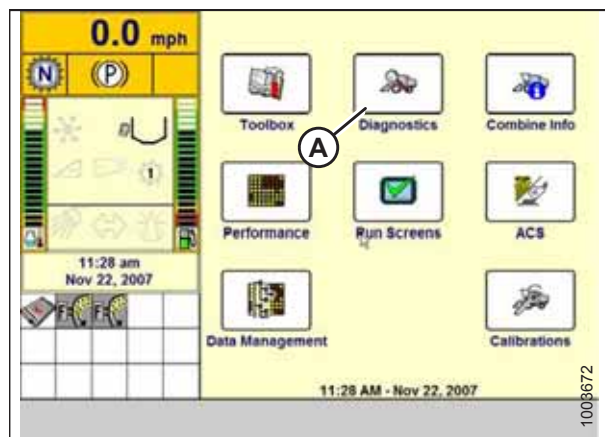 0.0 mph
N
(P)
1
11:28 am
Nov 22, 2007
Toolbox
Diagnostics
Combine Info
A
Performance
Run Screens
ACS
Data Management
Calibrations
11:28 AM - Nov 22, 2007
1003672